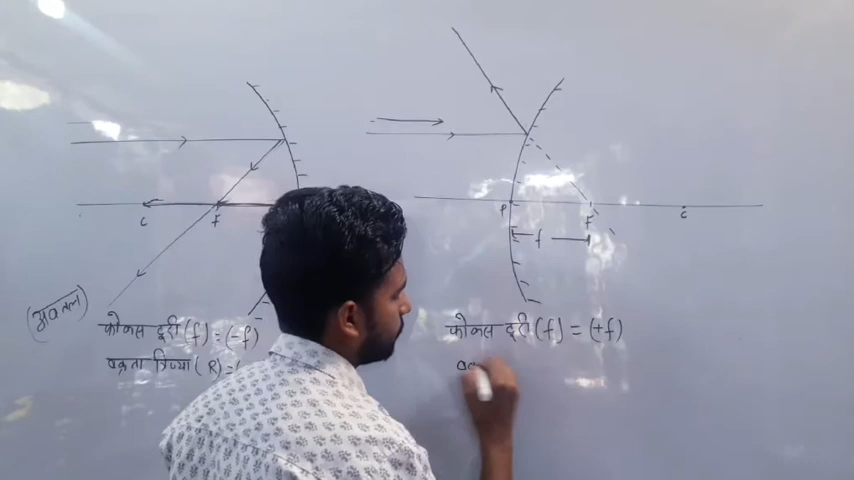 C
F
P
F
C
f
(अवतल)
फोकस दूरी (f) = (-f)
वक्रता त्रिज्या (R) =
फोकस दूरी (f) = (+f)